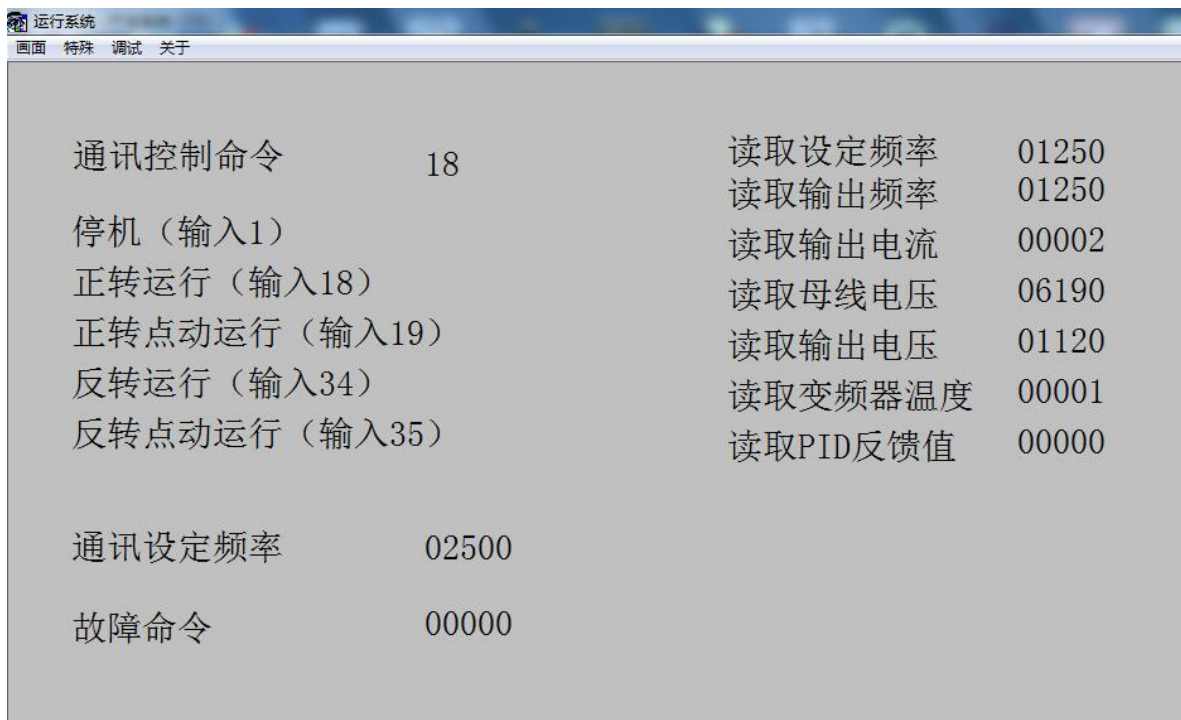 运行系统
画面 特殊 调试 关于
通讯控制命令 18
停机（输入1）
正转运行（输入18）
正转点动运行（输入19）
反转运行（输入34）
反转点动运行（输入35）
通讯设定频率 02500
故障命令 00000
读取设定频率 01250
读取输出频率 01250
读取输出电流 00002
读取母线电压 06190
读取输出电压 01120
读取变频器温度 00001
读取PID反馈值 00000